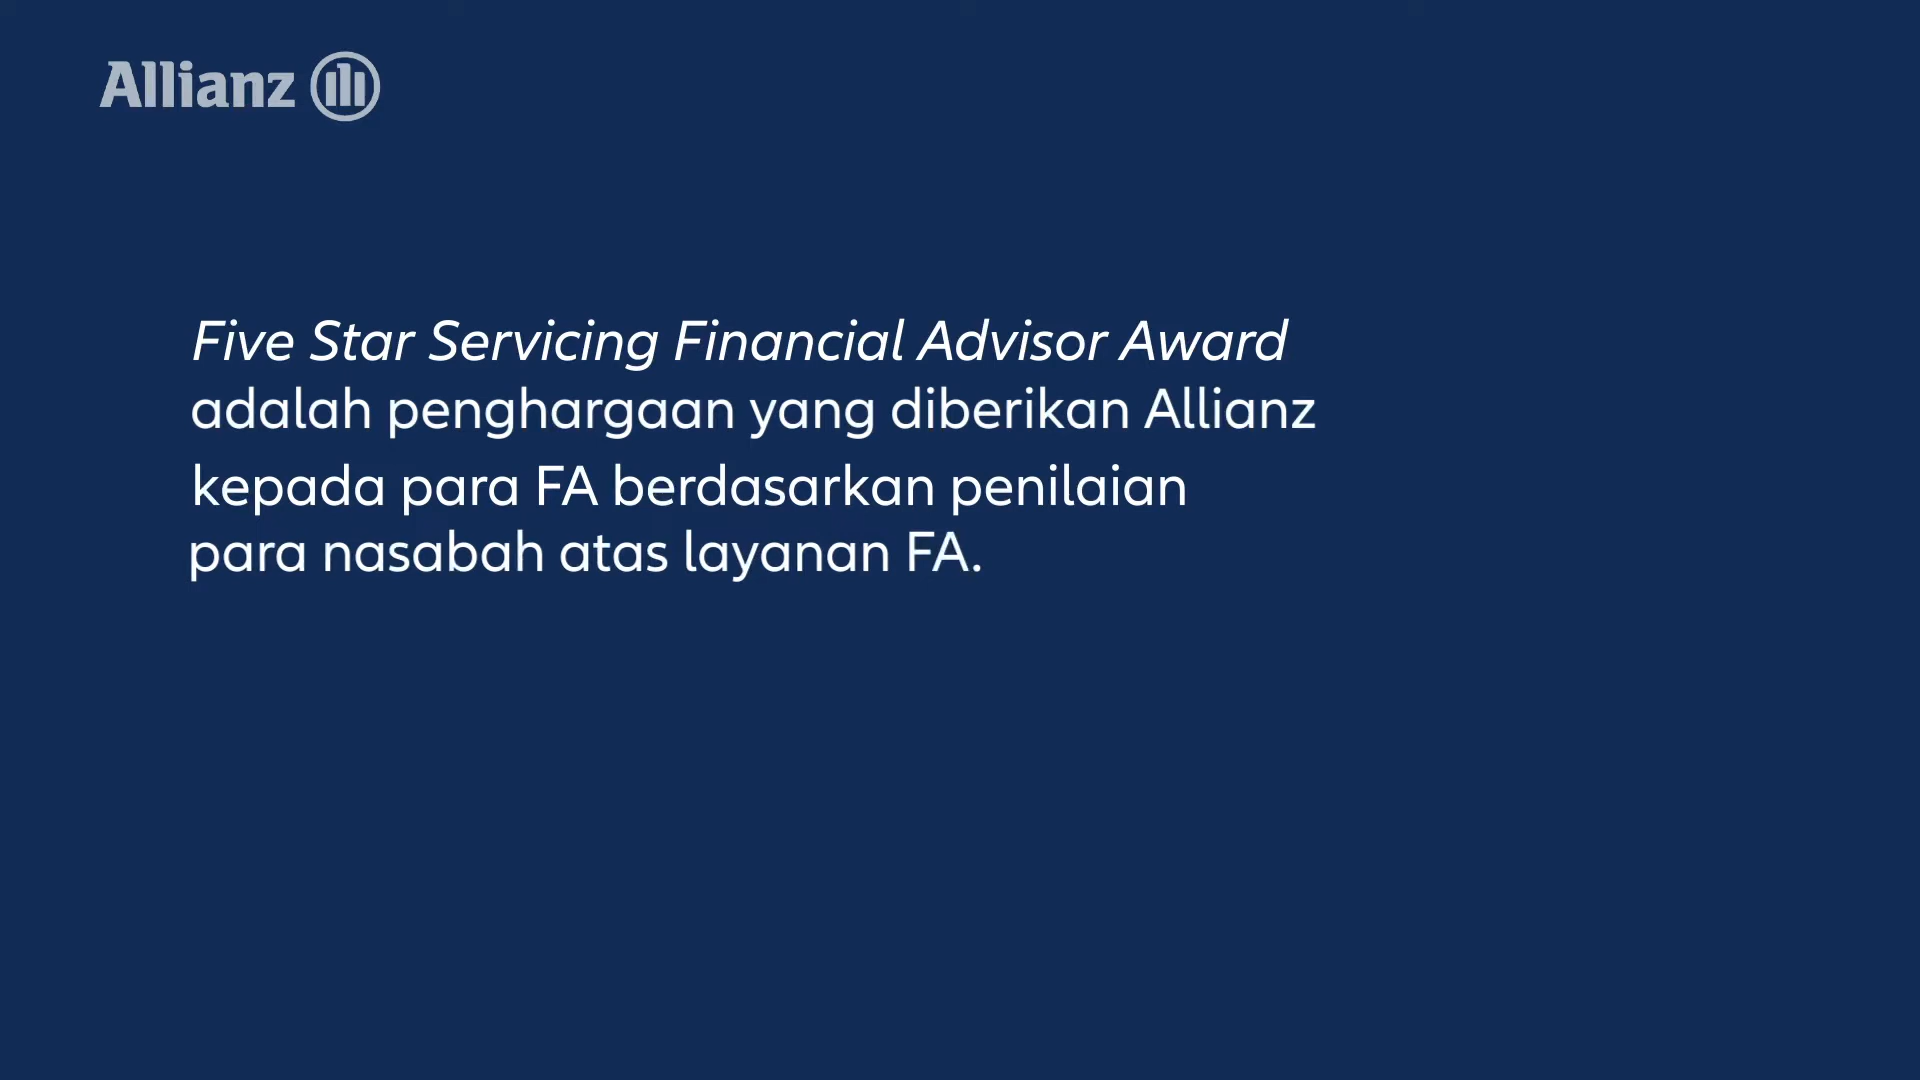 Allianz
Five Star Servicing Financial Advisor Award
adalah penghargaan yang diberikan Allianz
kepada para FA berdasarkan penilaian
para nasabah atas layanan FA.